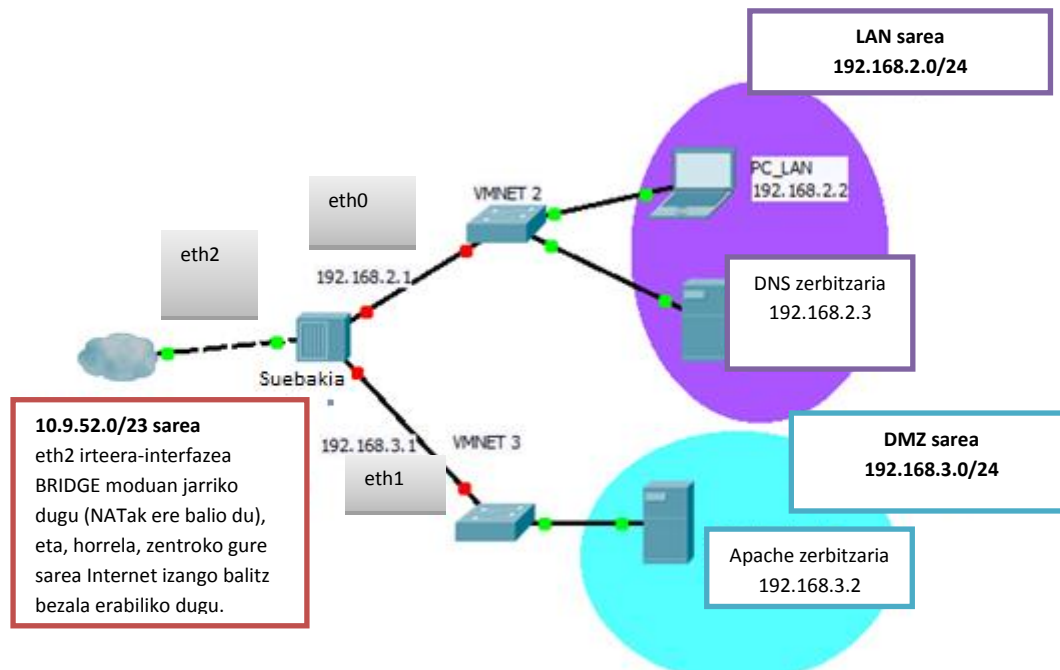 LAN sarea
192.168.2.0/24
PC_LAN
192.168.2.2
VMNET 2
eth0
eth2
192.168.2.1
DNS zerbitzaria
192.168.2.3
Suebakia
10.9.52.0/23 sarea
eth2 irteera-interfazea
BRIDGE moduan jarriko
dugu (NATak ere balio du),
eta, horrela, zentroko gure
sarea Internet izango balitz
bezala erabiliko dugu.
192.168.3.1
VMNET 3
eth1
DMZ sarea
192.168.3.0/24
Apache zerbitzaria
192.168.3.2